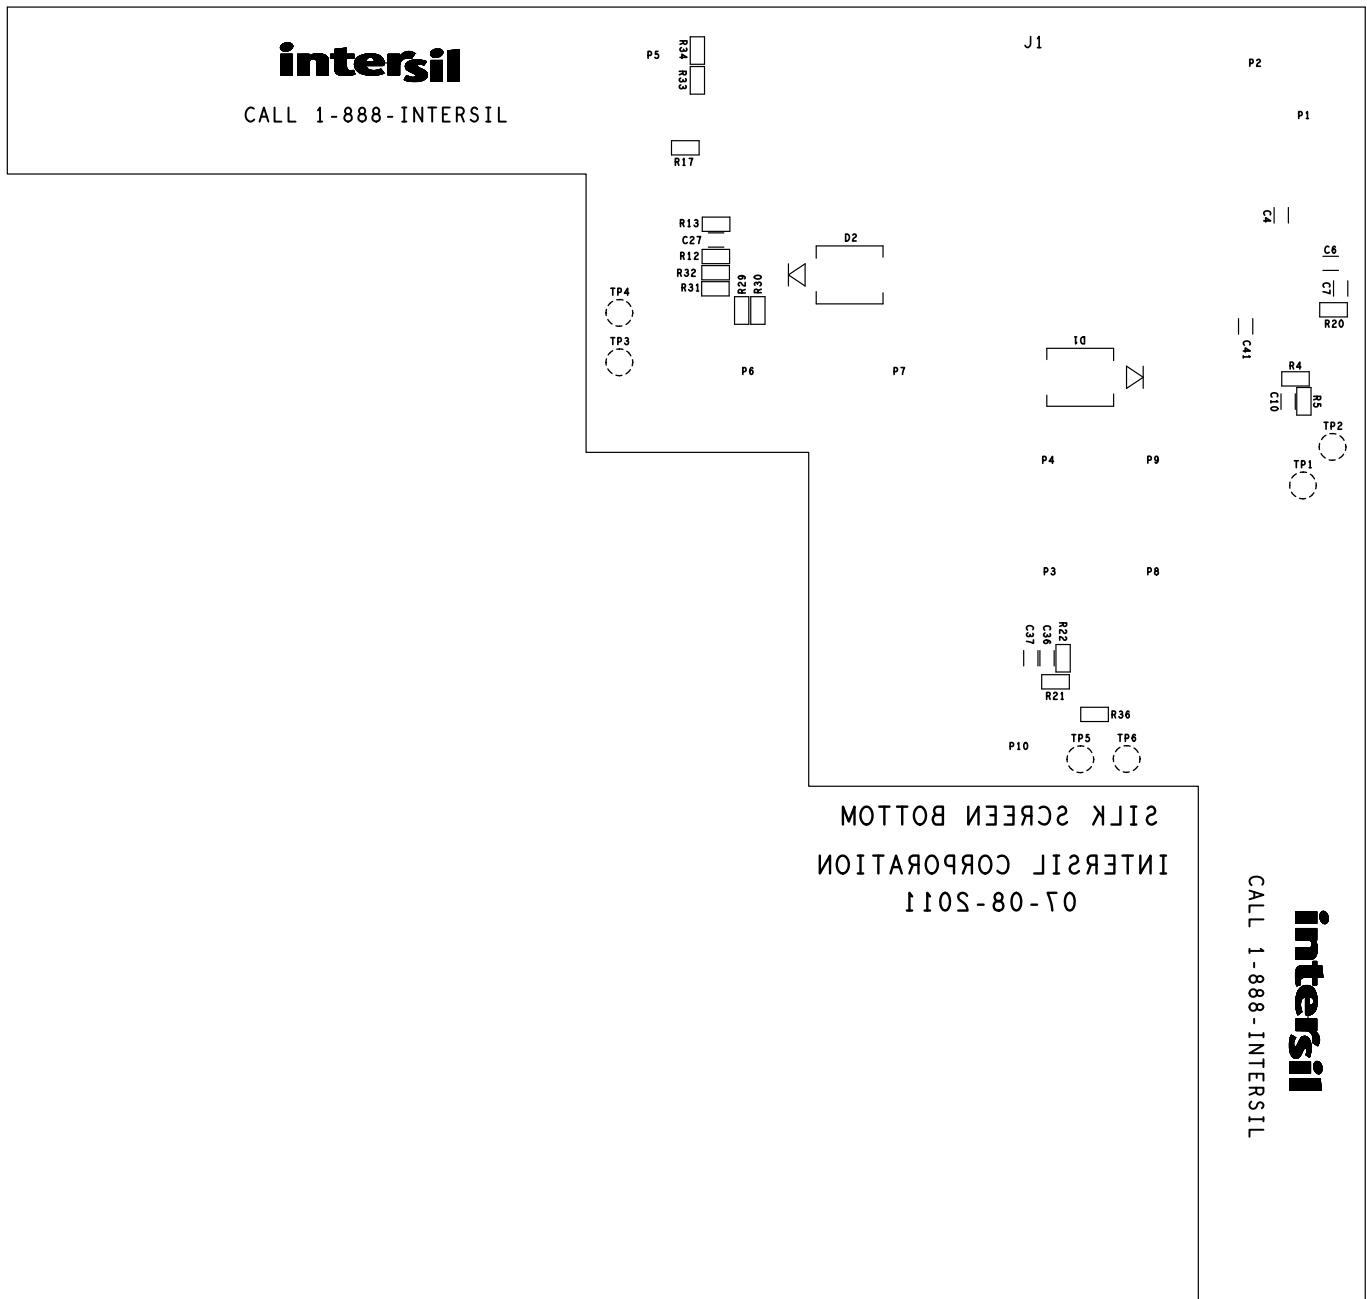 intersil
CALL 1-888-INTERSIL
P5
R34
R33
J1
P2
P1
R17
R13
C27
R12
R32
R31
R29
R30
D2
TP4
TP3
P6
P7
D1
C4
C6
C7
R20
C41
R4
C10
R5
TP2
TP1
P4
P9
P3
P8
C37
C36
R22
R21
R36
P10
TP5
TP6
SILK SCREEN BOTTOM
INTERSIL CORPORATION
07-08-2011
CALL 1-888-INTERSIL
intersil